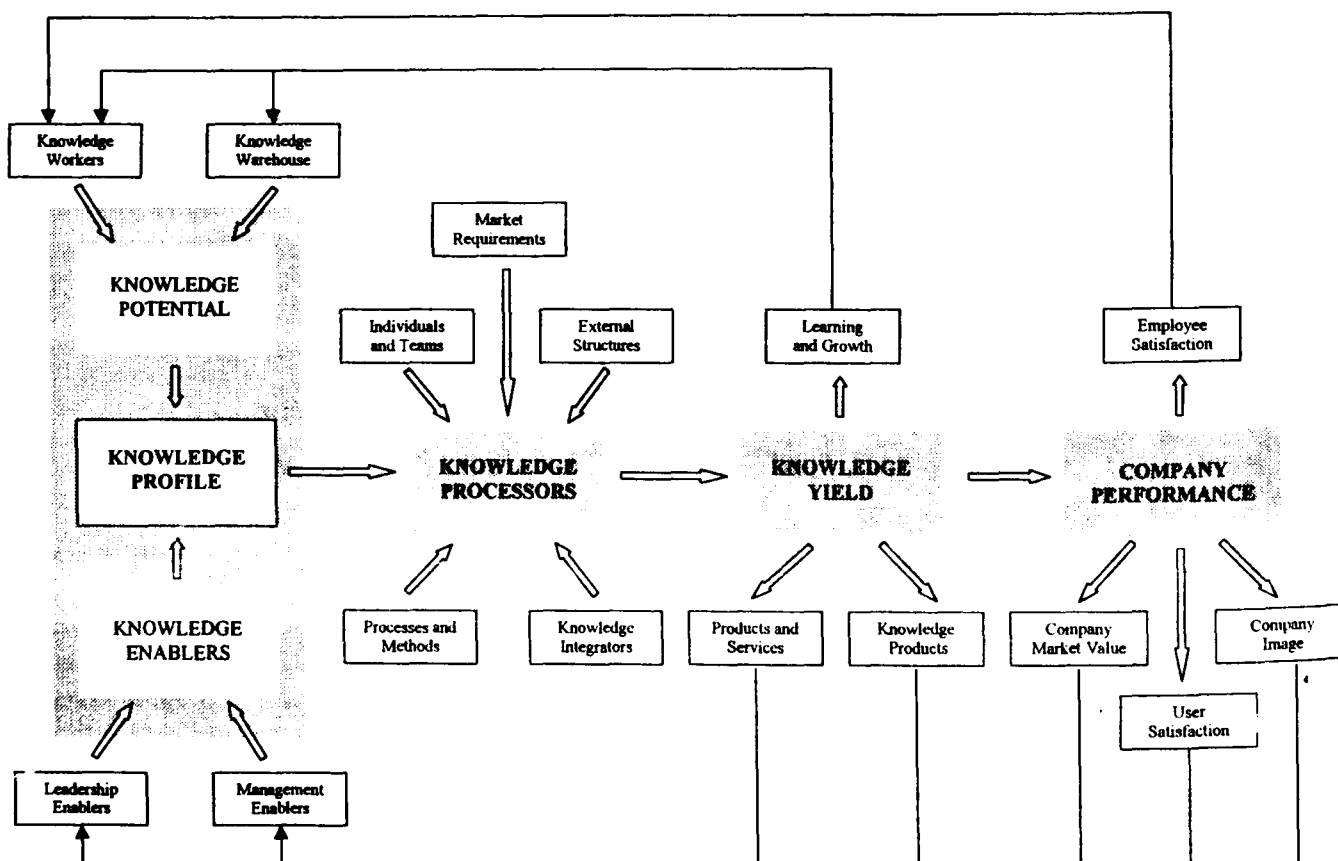 Knowledge
Workers
Knowledge
Warehouse
Market
Requirements
KNOWLEDGE
POTENTIAL
Individuals
and Teams
External
Structures
Learning
and Growth
Employee
Satisfaction
KNOWLEDGE
PROFILE
KNOWLEDGE
PROCESSORS
KNOWLEDGE
YIELD
COMPANY
PERFORMANCE
KNOWLEDGE
ENABLERS
Processes and
Methods
Knowledge
Integrators
Products and
Services
Knowledge
Products
Company
Market Value
Company
Image
User
Satisfaction
Leadership
Enablers
Management
Enablers